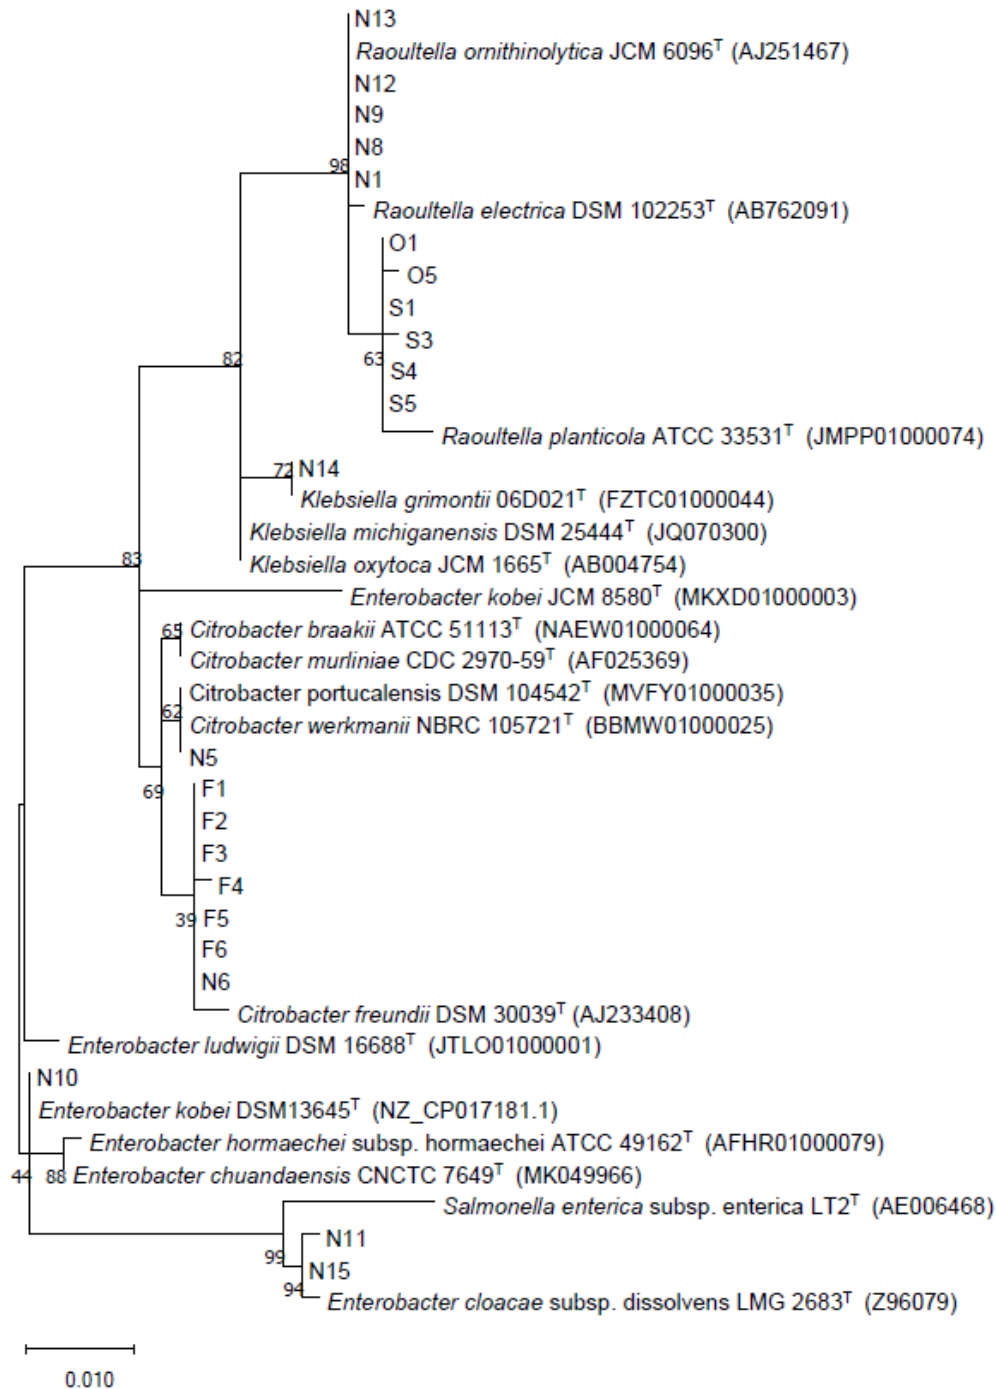 N13
Raoultella ornithinolytica JCM 6096T (AJ251467)
N12
N9
N8
98
N1
Raoultella electrica DSM 102253T (AB762091)
O1
O5
S1
S3
82
63
S4
S5
Raoultella planticola ATCC 33531T (JMPP01000074)
72
N14
Klebsiella grimontii 06D021T (FZTC01000044)
Klebsiella michiganensis DSM 25444T (JQ070300)
83
Klebsiella oxytoca JCM 1665T (AB004754)
Enterobacter kobei JCM 8580T (MKXD01000003)
65
Citrobacter braakii ATCC 51113T (NAEW01000064)
Citrobacter murliniae CDC 2970-59T (AF025369)
Citrobacter portucalensis DSM 104542T (MVFY01000035)
62
Citrobacter werkmanii NBRC 105721T (BBMW01000025)
N5
69
F1
F2
F3
F4
39
F5
F6
N6
Citrobacter freundii DSM 30039T (AJ233408)
Enterobacter ludwigii DSM 16688T (JTLO01000001)
N10
Enterobacter kobei DSM13645T (NZ_CP017181.1)
Enterobacter hormaechei subsp. hormaechei ATCC 49162T (AFHR01000079)
44
88
Enterobacter chuandaensis CNCTC 7649T (MK049966)
Salmonella enterica subsp. enterica LT2T (AE006468)
N11
99
N15
94
Enterobacter cloacae subsp. dissolvens LMG 2683T (Z96079)
0.010